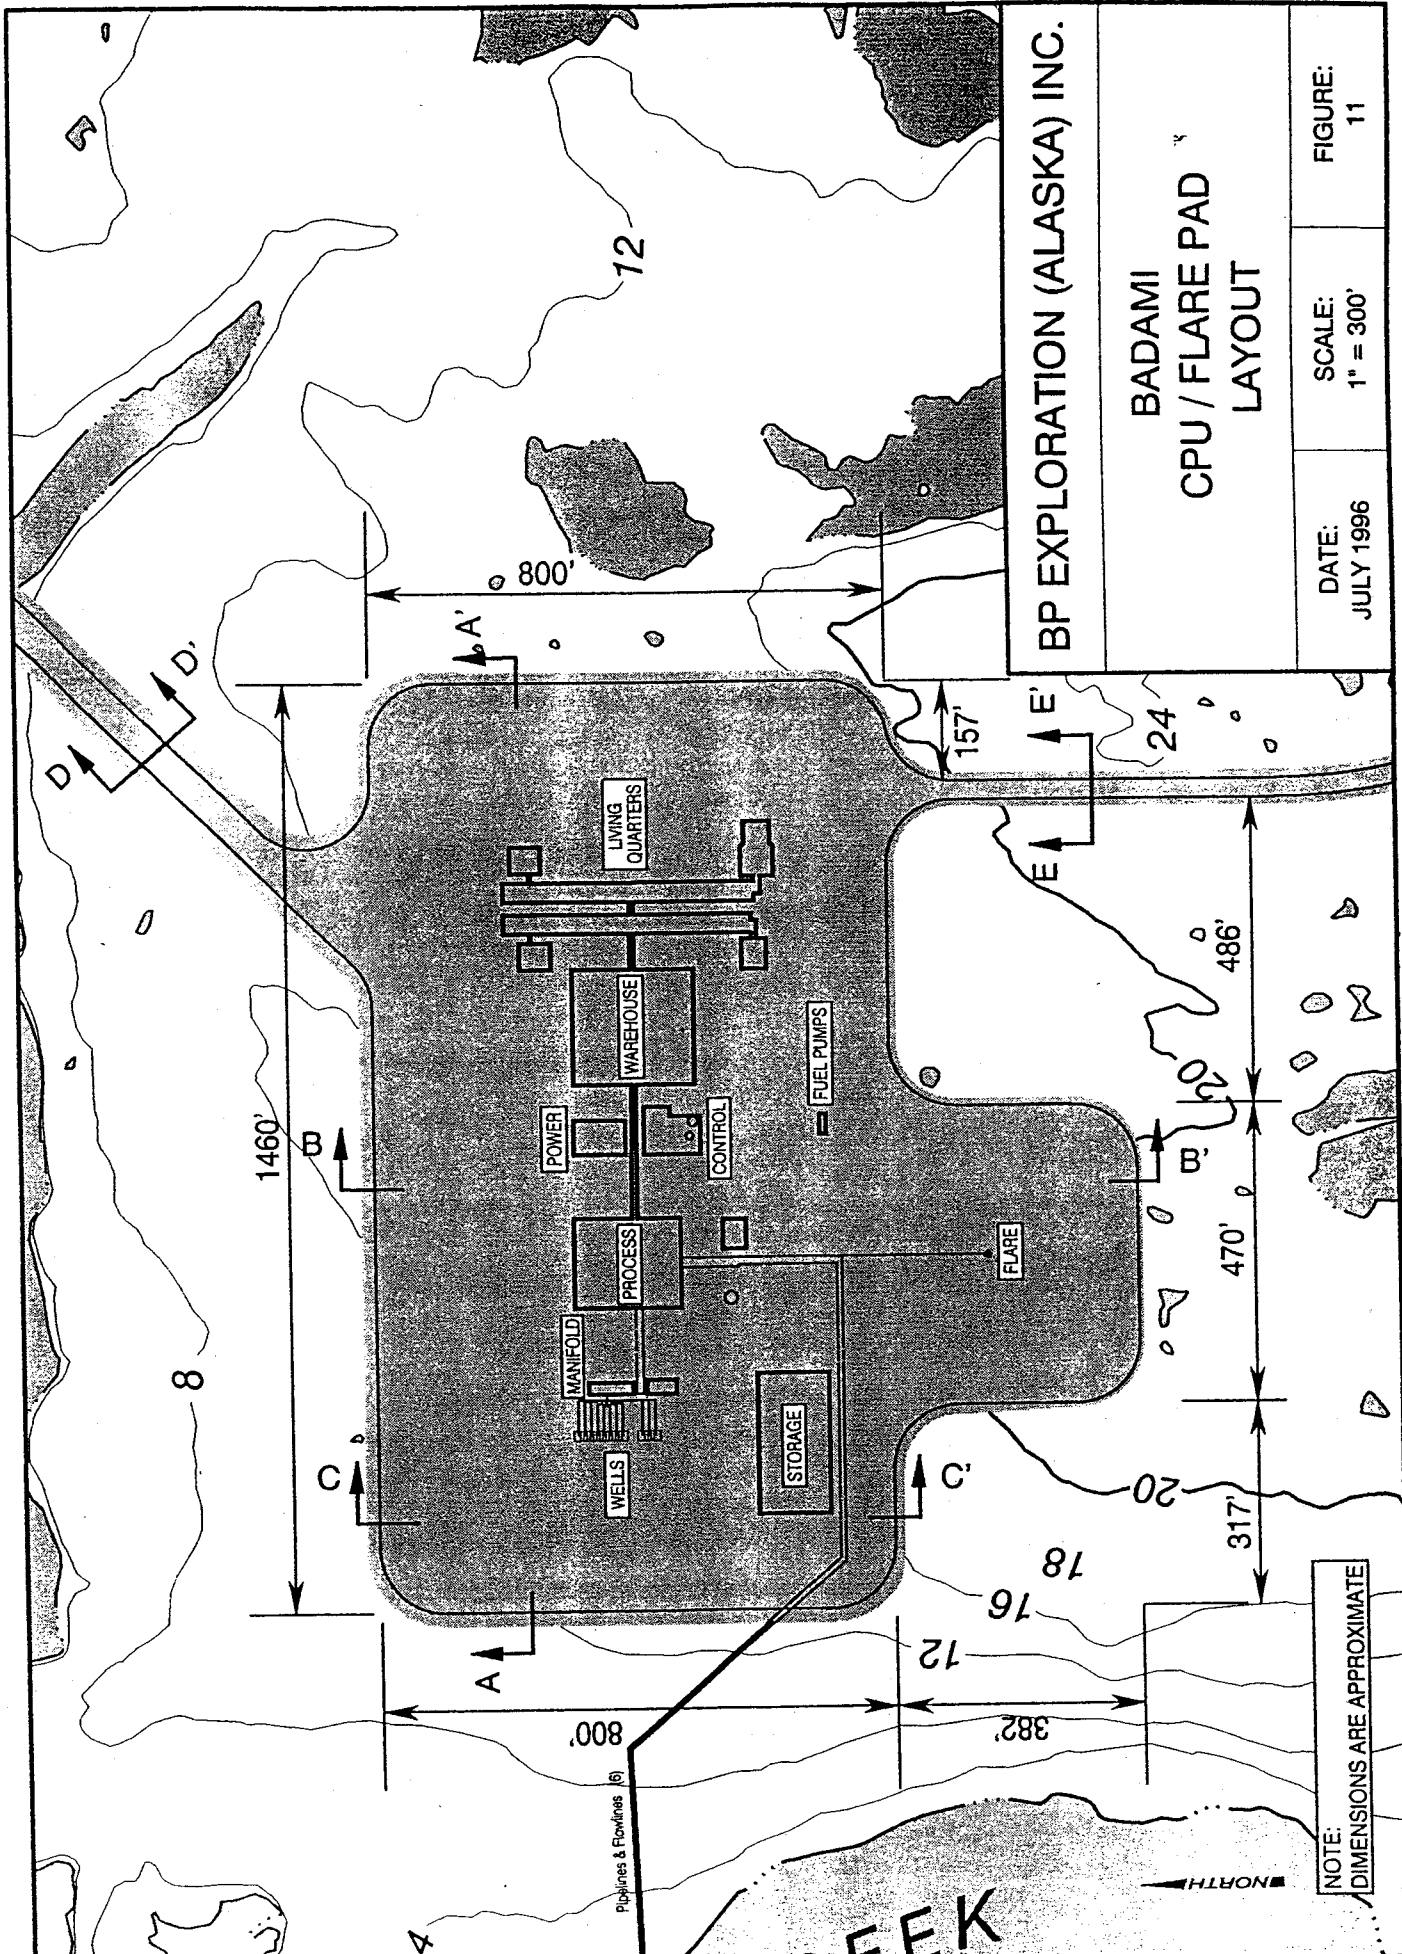 BP EXPLORATION (ALASKA) INC.
BADAMI
CPU / FLARE PAD
LAYOUT
DATE:
JULY 1996
SCALE:
1" = 300'
FIGURE:
11
NOTE:
DIMENSIONS ARE APPROXIMATE
NORTH
EEK
Pipelines & Flowlines (6)
4
8
12
12
16
18
20
20
24
800'
382'
1460'
800'
157'
486'
470'
317'
A
A'
B
B'
C
C'
D
D'
E
E'
WELLS
MANIFOLD
PROCESS
POWER
CONTROL
WAREHOUSE
LIVING
QUARTERS
FUEL PUMPS
STORAGE
FLARE